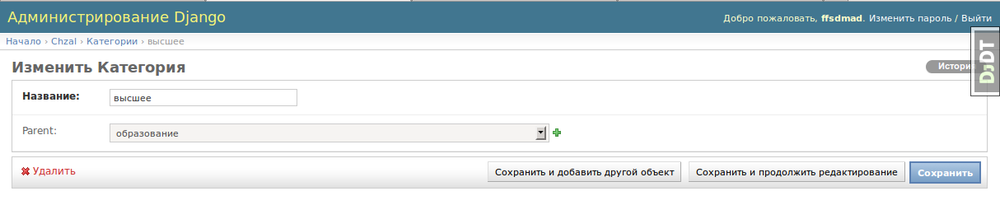 Администрирование Django
Добро пожаловать, ffsdmad. Изменить пароль / Выйти
Начало › Chzal › Категории › высшее
Изменить Категория
История
DjDT
Название: высшее
Parent: образование
Удалить
Сохранить и добавить другой объект
Сохранить и продолжить редактирование
Сохранить